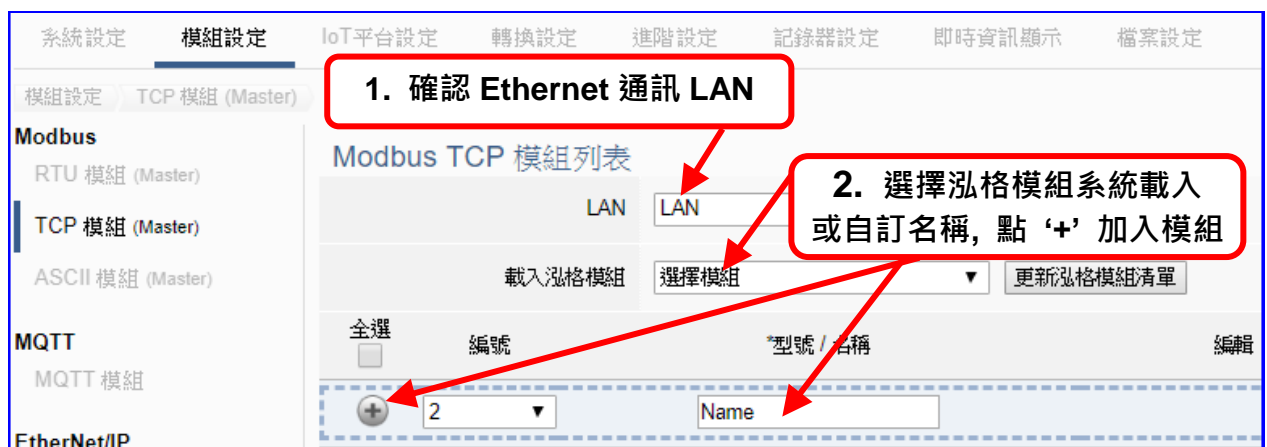 系統設定 模組設定 IoT平台設定 轉換設定 進階設定 記錄器設定 即時資訊顯示 檔案設定
模組設定 TCP 模組 (Master)
1. 確認 Ethernet 通訊 LAN
Modbus
RTU 模組 (Master)
TCP 模組 (Master)
ASCII 模組 (Master)
MQTT
MQTT 模組
EtherNet/IP
Modbus TCP 模組列表
LAN LAN
2. 選擇泓格模組系統載入
或自訂名稱, 點 ‘+’ 加入模組
載入泓格模組 選擇模組 更新泓格模組清單
全選 編號 *型號 / 名稱 編輯
2 Name